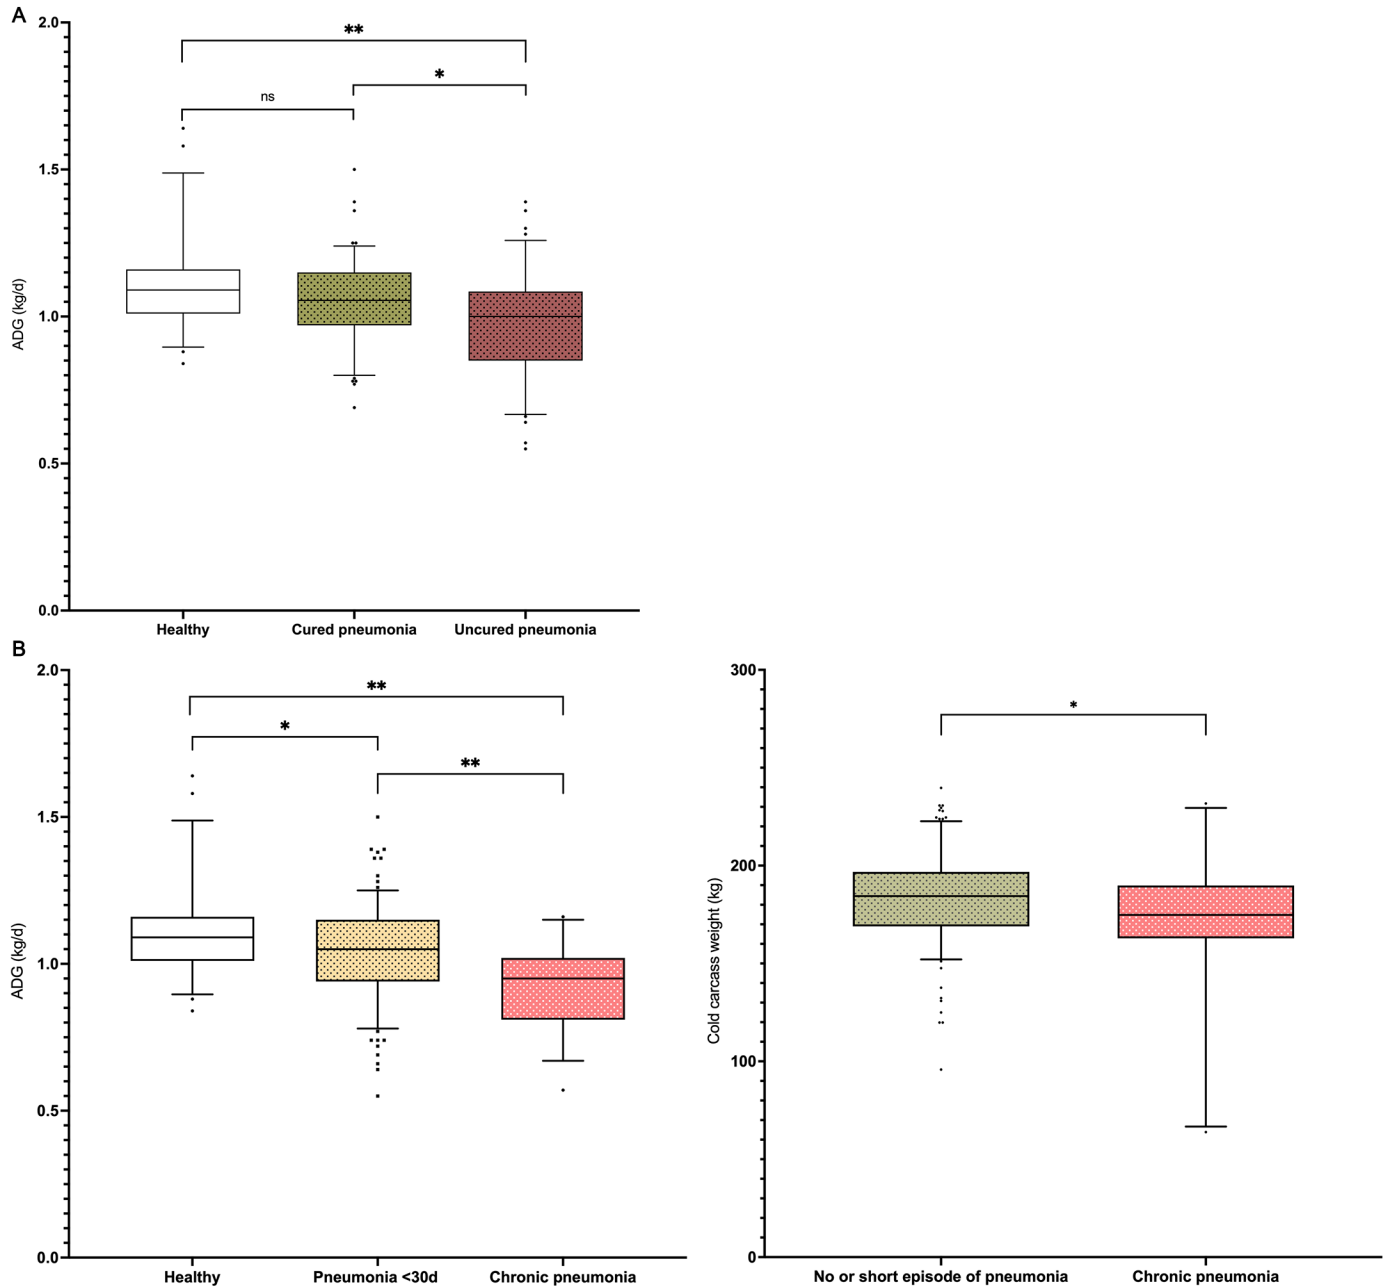 A
2.0
1.5
1.0
0.5
0.0
ADG (kg/d)
**
*
ns
Healthy
Cured pneumonia
Uncured pneumonia
B
2.0
1.5
1.0
0.5
0.0
ADG (kg/d)
**
*
**
Healthy
Pneumonia <30d
Chronic pneumonia
300
200
100
0
Cold carcass weight (kg)
*
No or short episode of pneumonia
Chronic pneumonia